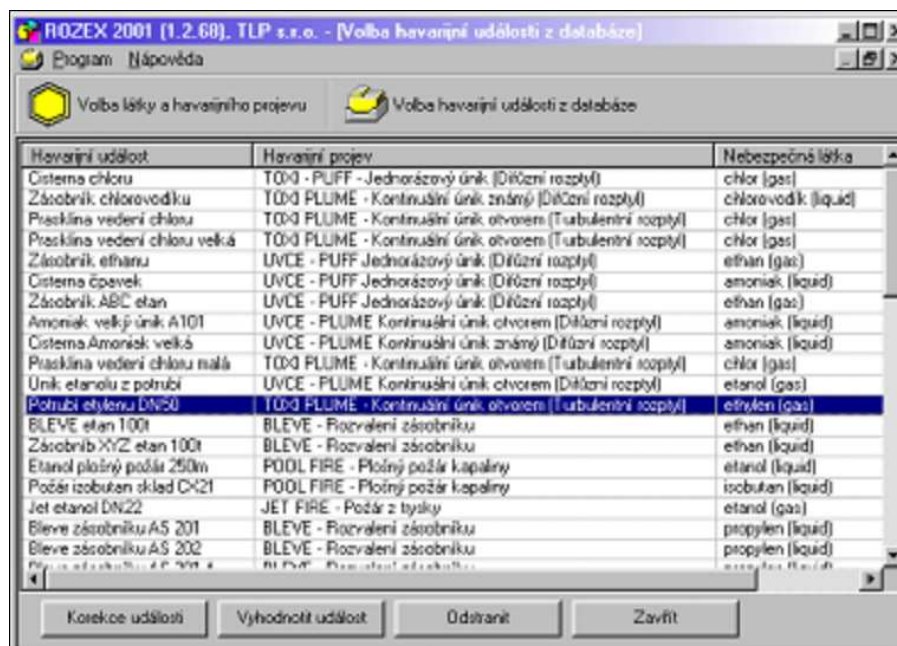 ROZEX 2001 (1.2.68), TLP s.r.o. - [Volba havarijní události z databáze]
Program Nápověda
Volba látky a havarijního projevu Volba havarijní události z databáze
Havarijní událost Havarijní projev Nebezpečná látka
Cisterna chloru TOXI - PUFF - Jednorázový únik (Difúzní rozptyl) chlor (gas)
Zásobník chlorovodíku TOXI PLUME - Kontinuální únik známý (Difúzní rozptyl) chlorovodík (liquid)
Prasklina vedení chloru TOXI PLUME - Kontinuální únik otvorem (Turbulentní rozptyl) chlor (gas)
Prasklina vedení chloru velká TOXI PLUME - Kontinuální únik otvorem (Turbulentní rozptyl) chlor (gas)
Zásobník ethanu UVCE - PUFF Jednorázový únik (Difúzní rozptyl) ethan (gas)
Cisterna čpavek UVCE - PUFF Jednorázový únik (Difúzní rozptyl) amoniak (liquid)
Zásobník ABC etan UVCE - PUFF Jednorázový únik (Difúzní rozptyl) ethan (gas)
Amoniak velký únik A101 UVCE - PLUME Kontinuální únik otvorem (Difúzní rozptyl) amoniak (liquid)
Cisterna Amoniak velká UVCE - PLUME Kontinuální únik známý (Difúzní rozptyl) amoniak (liquid)
Prasklina vedení chloru malá TOXI PLUME - Kontinuální únik otvorem (Turbulentní rozptyl) chlor (gas)
Únik etanolu z potrubí UVCE - PLUME Kontinuální únik otvorem (Difúzní rozptyl) etanol (gas)
Potrubí etylenu DN50 TOXI PLUME - Kontinuální únik otvorem (Turbulentní rozptyl) ethylen (gas)
BLEVE etan 100t BLEVE - Rozvalení zásobníku ethan (liquid)
Zásobníb XYZ etan 100t BLEVE - Rozvalení zásobníku ethan (liquid)
Etanol plošný požár 250m POOL FIRE - Plošný požár kapaliny etanol (liquid)
Požár izobutan sklad CX21 POOL FIRE - Plošný požár kapaliny isobutan (liquid)
Jet etanol DN22 JET FIRE - Požár z trysky etanol (gas)
Bleve zásobníku AS 201 BLEVE - Rozvalení zásobníku propylen (liquid)
Bleve zásobníku AS 202 BLEVE - Rozvalení zásobníku propylen (liquid)
Korekce události Vyhodnotit událost Odstranit Zavřít